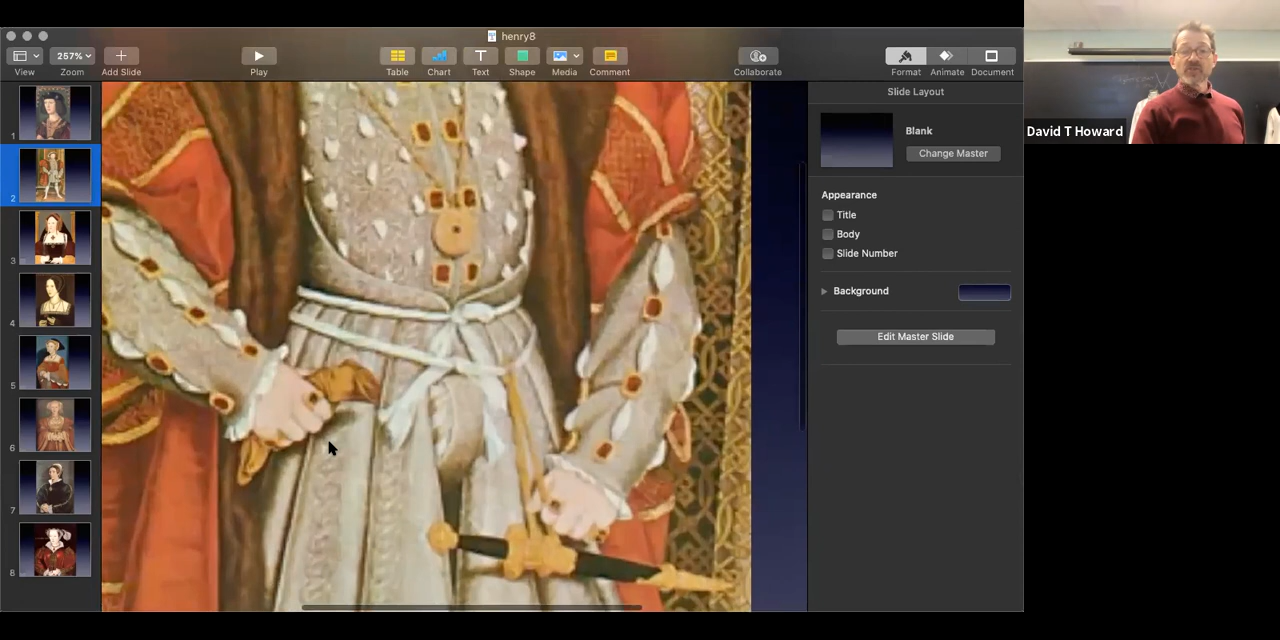 henry8
257%
View
Zoom
Add Slide
Play
Table
Chart
Text
Shape
Media
Comment
Collaborate
Format
Animate
Document
Slide Layout
Blank
Change Master
Appearance
Title
Body
Slide Number
Background
Edit Master Slide
1
2
3
4
5
6
7
8
David T Howard